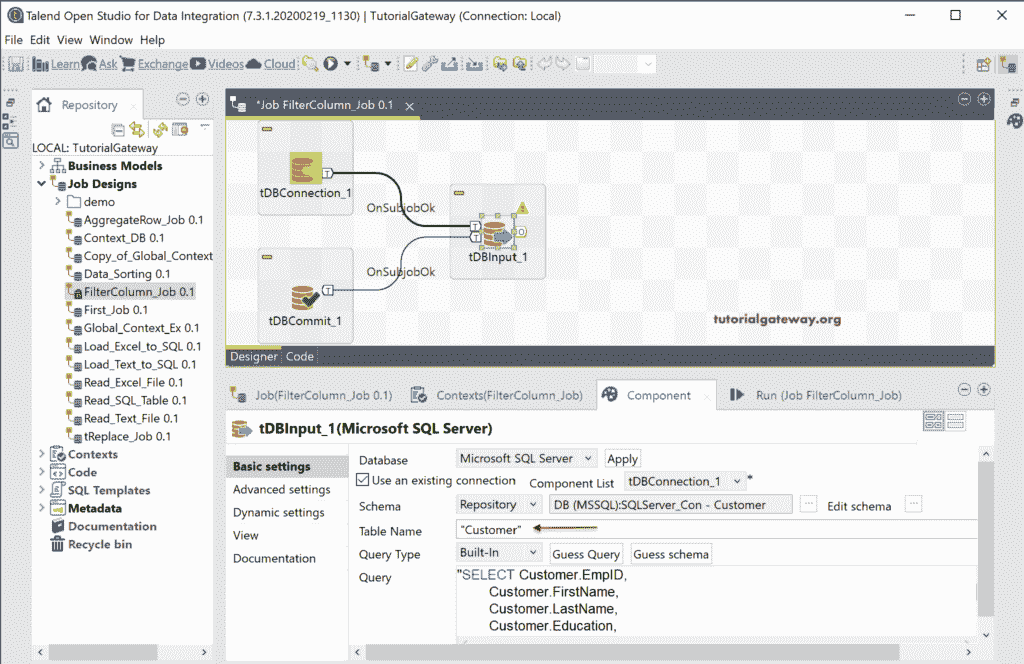 Talend Open Studio for Data Integration (7.3.1.20200219_1130) | TutorialGateway (Connection: Local)
File Edit View Window Help
Learn Ask Exchange Videos Cloud
Repository
LOCAL: TutorialGateway
Business Models
Job Designs
demo
AggregateRow_Job 0.1
Context_DB 0.1
Copy_of_Global_Context
Data_Sorting 0.1
FilterColumn_Job 0.1
First_Job 0.1
Global_Context_Ex 0.1
Load_Excel_to_SQL 0.1
Load_Text_to_SQL 0.1
Read_Excel_File 0.1
Read_SQL_Table 0.1
Read_Text_File 0.1
tReplace_Job 0.1
Contexts
Code
SQL Templates
Metadata
Documentation
Recycle bin
*Job FilterColumn_Job 0.1
T
tDBConnection_1
OnSubjobOk
T
T
O
tDBInput_1
OnSubjobOk
T
tDBCommit_1
tutorialgateway.org
Designer Code
Job(FilterColumn_Job 0.1) Contexts(FilterColumn_Job) Component Run (Job FilterColumn_Job)
tDBInput_1(Microsoft SQL Server)
Basic settings
Advanced settings
Dynamic settings
View
Documentation
Database Microsoft SQL Server Apply
Use an existing connection Component List tDBConnection_1 *
Schema Repository DB (MSSQL):SQLServer_Con - Customer ... Edit schema ...
Table Name "Customer"
Query Type Built-In Guess Query Guess schema
Query "SELECT Customer.EmpID,
Customer.FirstName,
Customer.LastName,
Customer.Education,